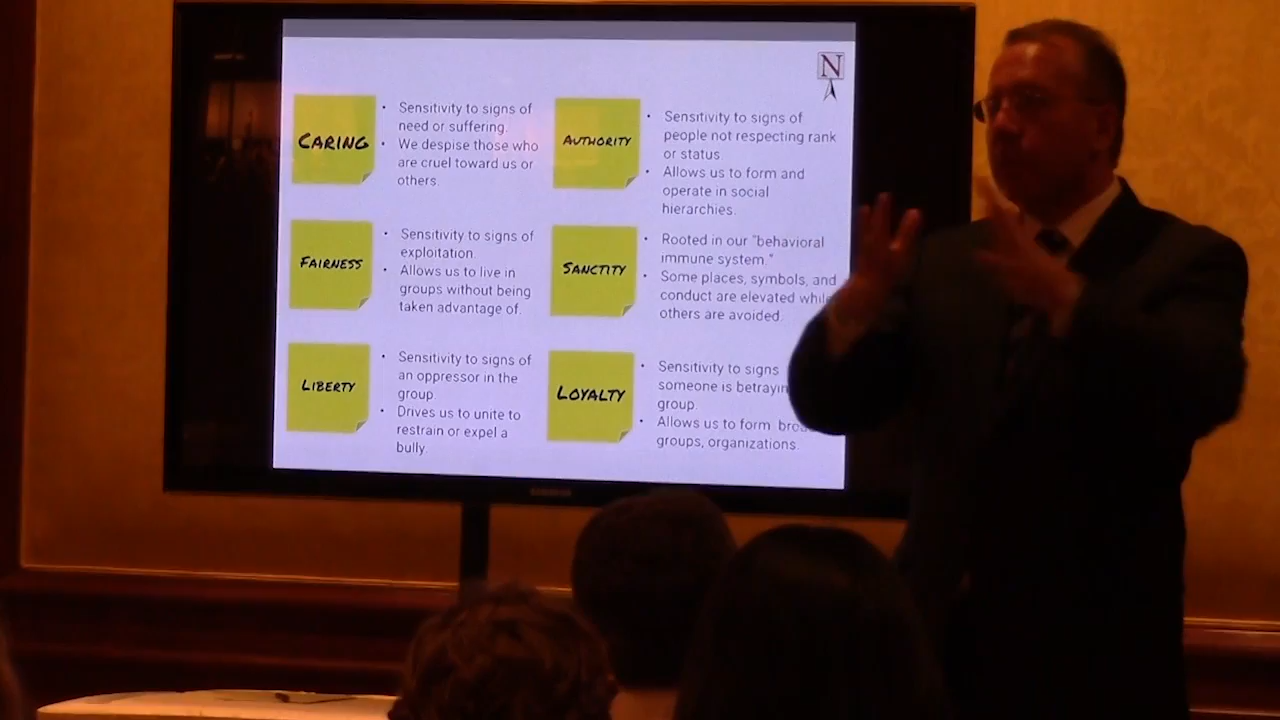 N
CARING
Sensitivity to signs of
need or suffering.
We despise those who
are cruel toward us or
others.
FAIRNESS
Sensitivity to signs of
exploitation.
Allows us to live in
groups without being
taken advantage of.
LIBERTY
Sensitivity to signs of
an oppressor in the
group.
Drives us to unite to
restrain or expel a
bully.
AUTHORITY
Sensitivity to signs of
people not respecting rank
or status.
Allows us to form and
operate in social
hierarchies.
SANCTITY
Rooted in our "behavioral
immune system."
Some places, symbols, and
conduct are elevated while
others are avoided.
LOYALTY
Sensitivity to signs
someone is
group.
Allows us to form
groups, organizations.